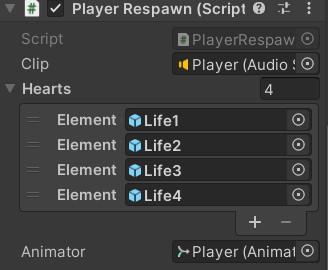 Player Respawn (Script
Script PlayerRespaw
Clip Player (Audio S
Hearts 4
Element Life1
Element Life2
Element Life3
Element Life4
+ −
Animator Player (Animat